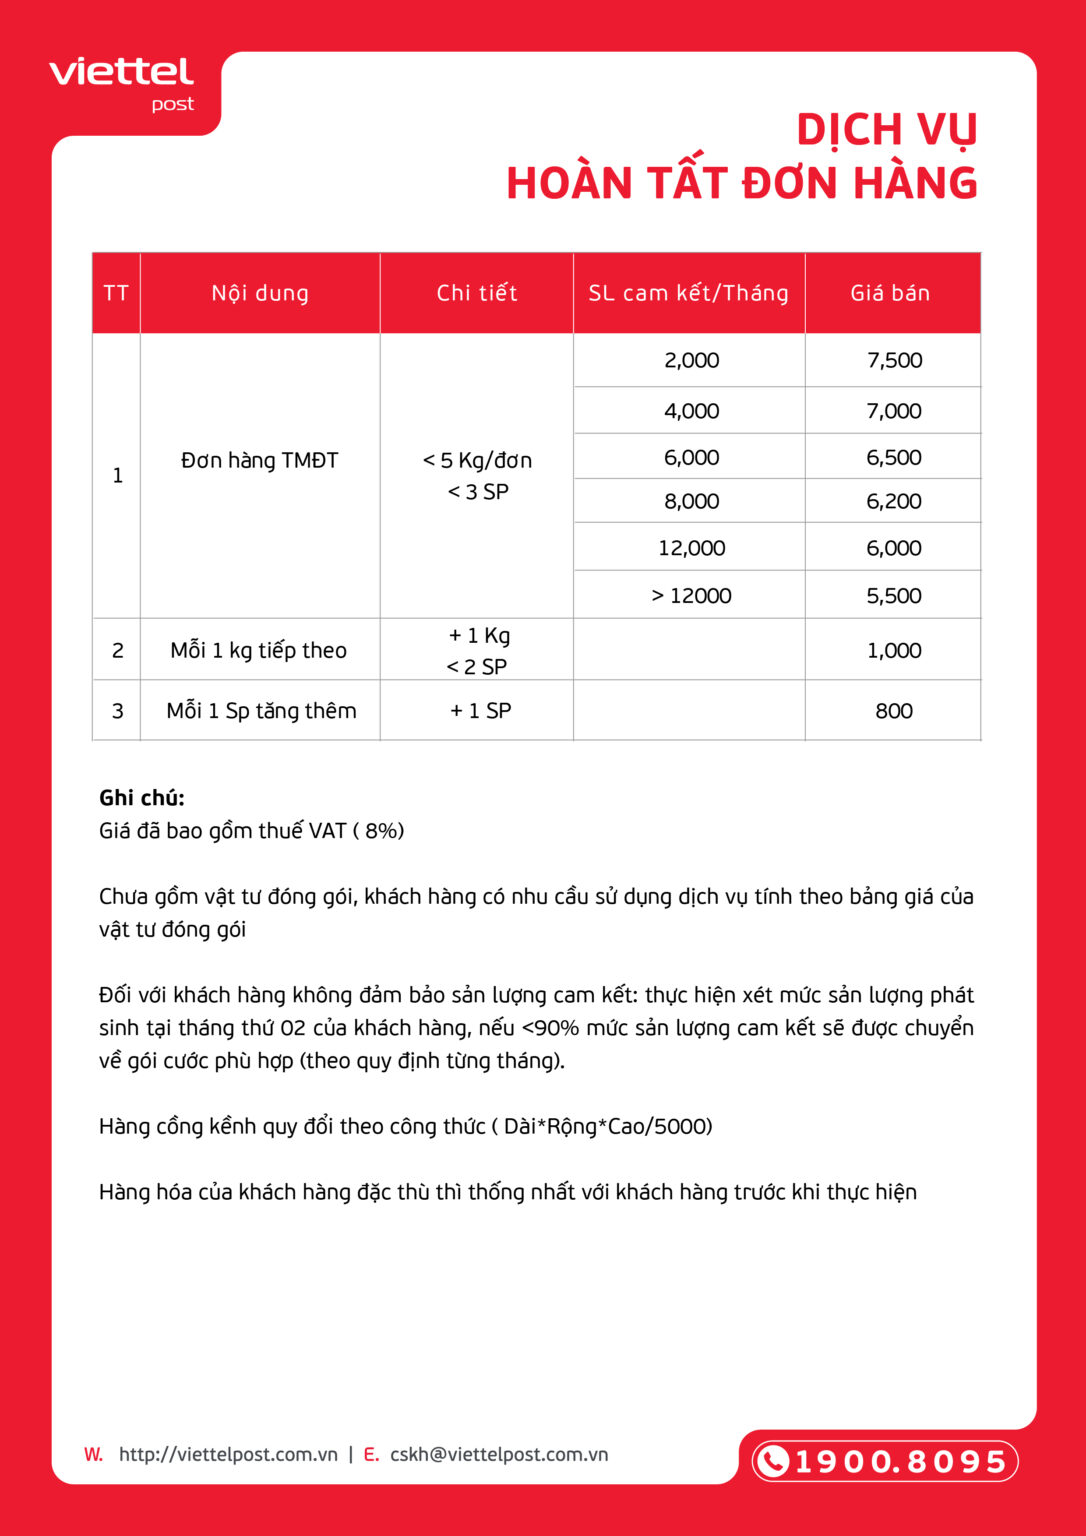 viettel
post
DỊCH VỤ
HOÀN TẤT ĐƠN HÀNG
TT Nội dung Chi tiết SL cam kết/Tháng Giá bán
1 Đơn hàng TMĐT < 5 Kg/đơn
< 3 SP
2,000 7,500
4,000 7,000
6,000 6,500
8,000 6,200
12,000 6,000
> 12000 5,500
2 Mỗi 1 kg tiếp theo + 1 Kg
< 2 SP
1,000
3 Mỗi 1 Sp tăng thêm + 1 SP 800
Ghi chú:
Giá đã bao gồm thuế VAT ( 8%)
Chưa gồm vật tư đóng gói, khách hàng có nhu cầu sử dụng dịch vụ tính theo bảng giá của
vật tư đóng gói
Đối với khách hàng không đảm bảo sản lượng cam kết: thực hiện xét mức sản lượng phát
sinh tại tháng thứ 02 của khách hàng, nếu <90% mức sản lượng cam kết sẽ được chuyển
về gói cước phù hợp (theo quy định từng tháng).
Hàng cồng kềnh quy đổi theo công thức ( Dài*Rộng*Cao/5000)
Hàng hóa của khách hàng đặc thù thì thống nhất với khách hàng trước khi thực hiện
W. http://viettelpost.com.vn | E. cskh@viettelpost.com.vn
1900.8095